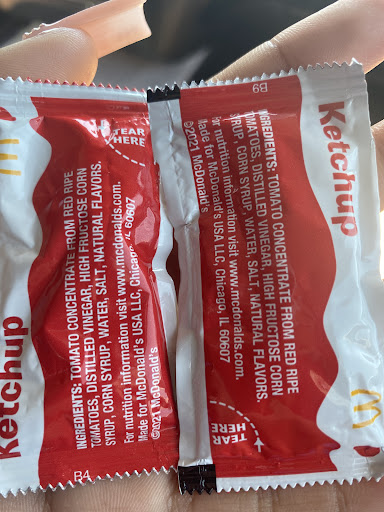 Ketchup
TEAR
HERE
INGREDIENTS: TOMATO CONCENTRATE FROM RED RIPE
TOMATOES, DISTILLED VINEGAR, HIGH FRUCTOSE CORN
SYRUP, CORN SYRUP, WATER, SALT, NATURAL FLAVORS.
For nutrition information visit www.mcdonalds.com.
Made for McDonald's USA LLC, Chicago, IL 60607
©2021 McDonald's
B4
Ketchup
B9
INGREDIENTS: TOMATO CONCENTRATE FROM RED RIPE
TOMATOES, DISTILLED VINEGAR, HIGH FRUCTOSE CORN
SYRUP, CORN SYRUP, WATER, SALT, NATURAL FLAVORS.
For nutrition information visit www.mcdonalds.com.
Made for McDonald's USA LLC, Chicago, IL 60607
©2021 McDonald's
TEAR
HERE